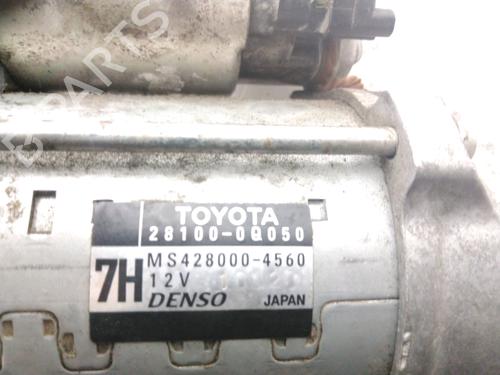 TOYOTA
28100-0Q050
7H MS428000-4560
12V
DENSO JAPAN